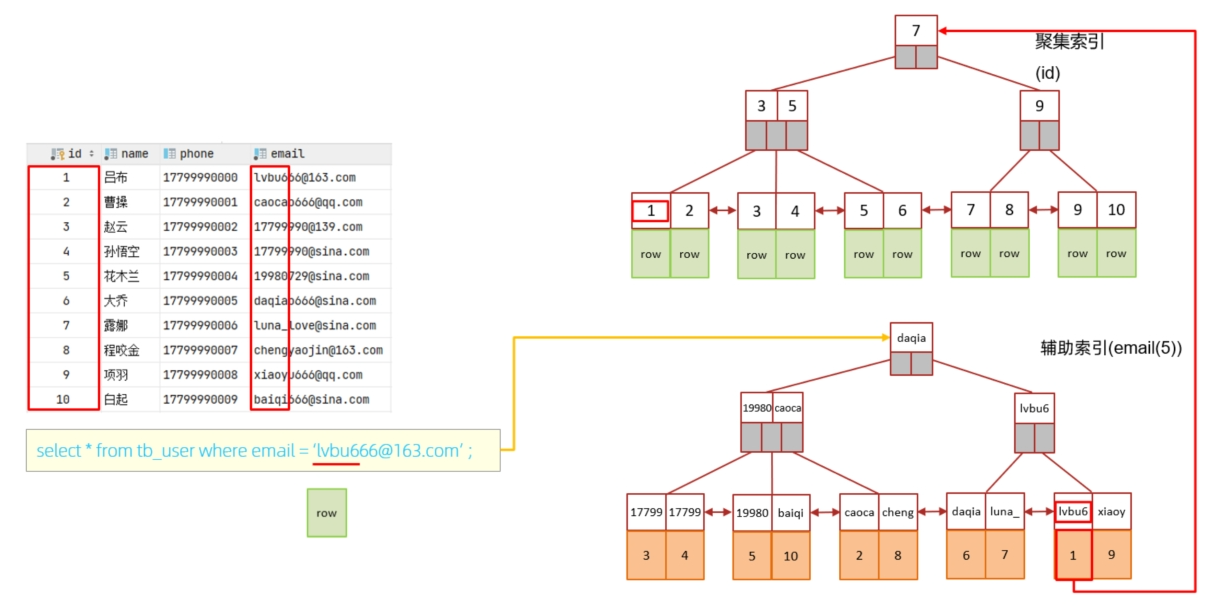 id name phone email
1 吕布 17799990000 lvbu666@163.com
2 曹操 17799990001 caocao666@qq.com
3 赵云 17799990002 17799990@139.com
4 孙悟空 17799990003 17799990@sina.com
5 花木兰 17799990004 19980729@sina.com
6 大乔 17799990005 daqiao666@sina.com
7 露娜 17799990006 luna_love@sina.com
8 程咬金 17799990007 chengyaojin@163.com
9 项羽 17799990008 xiaoyu666@qq.com
10 白起 17799990009 baiqi666@sina.com
select * from tb_user where email = ‘lvbu666@163.com’ ;
row
7
聚集索引
(id)
3 5 9
1 2 3 4 5 6 7 8 9 10
row row row row row row row row row row
daqia
辅助索引(email(5))
19980 caoca lvbu6
17799 17799 19980 baiqi caoca cheng daqia luna_ lvbu6 xiaoy
3 4 5 10 2 8 6 7 1 9